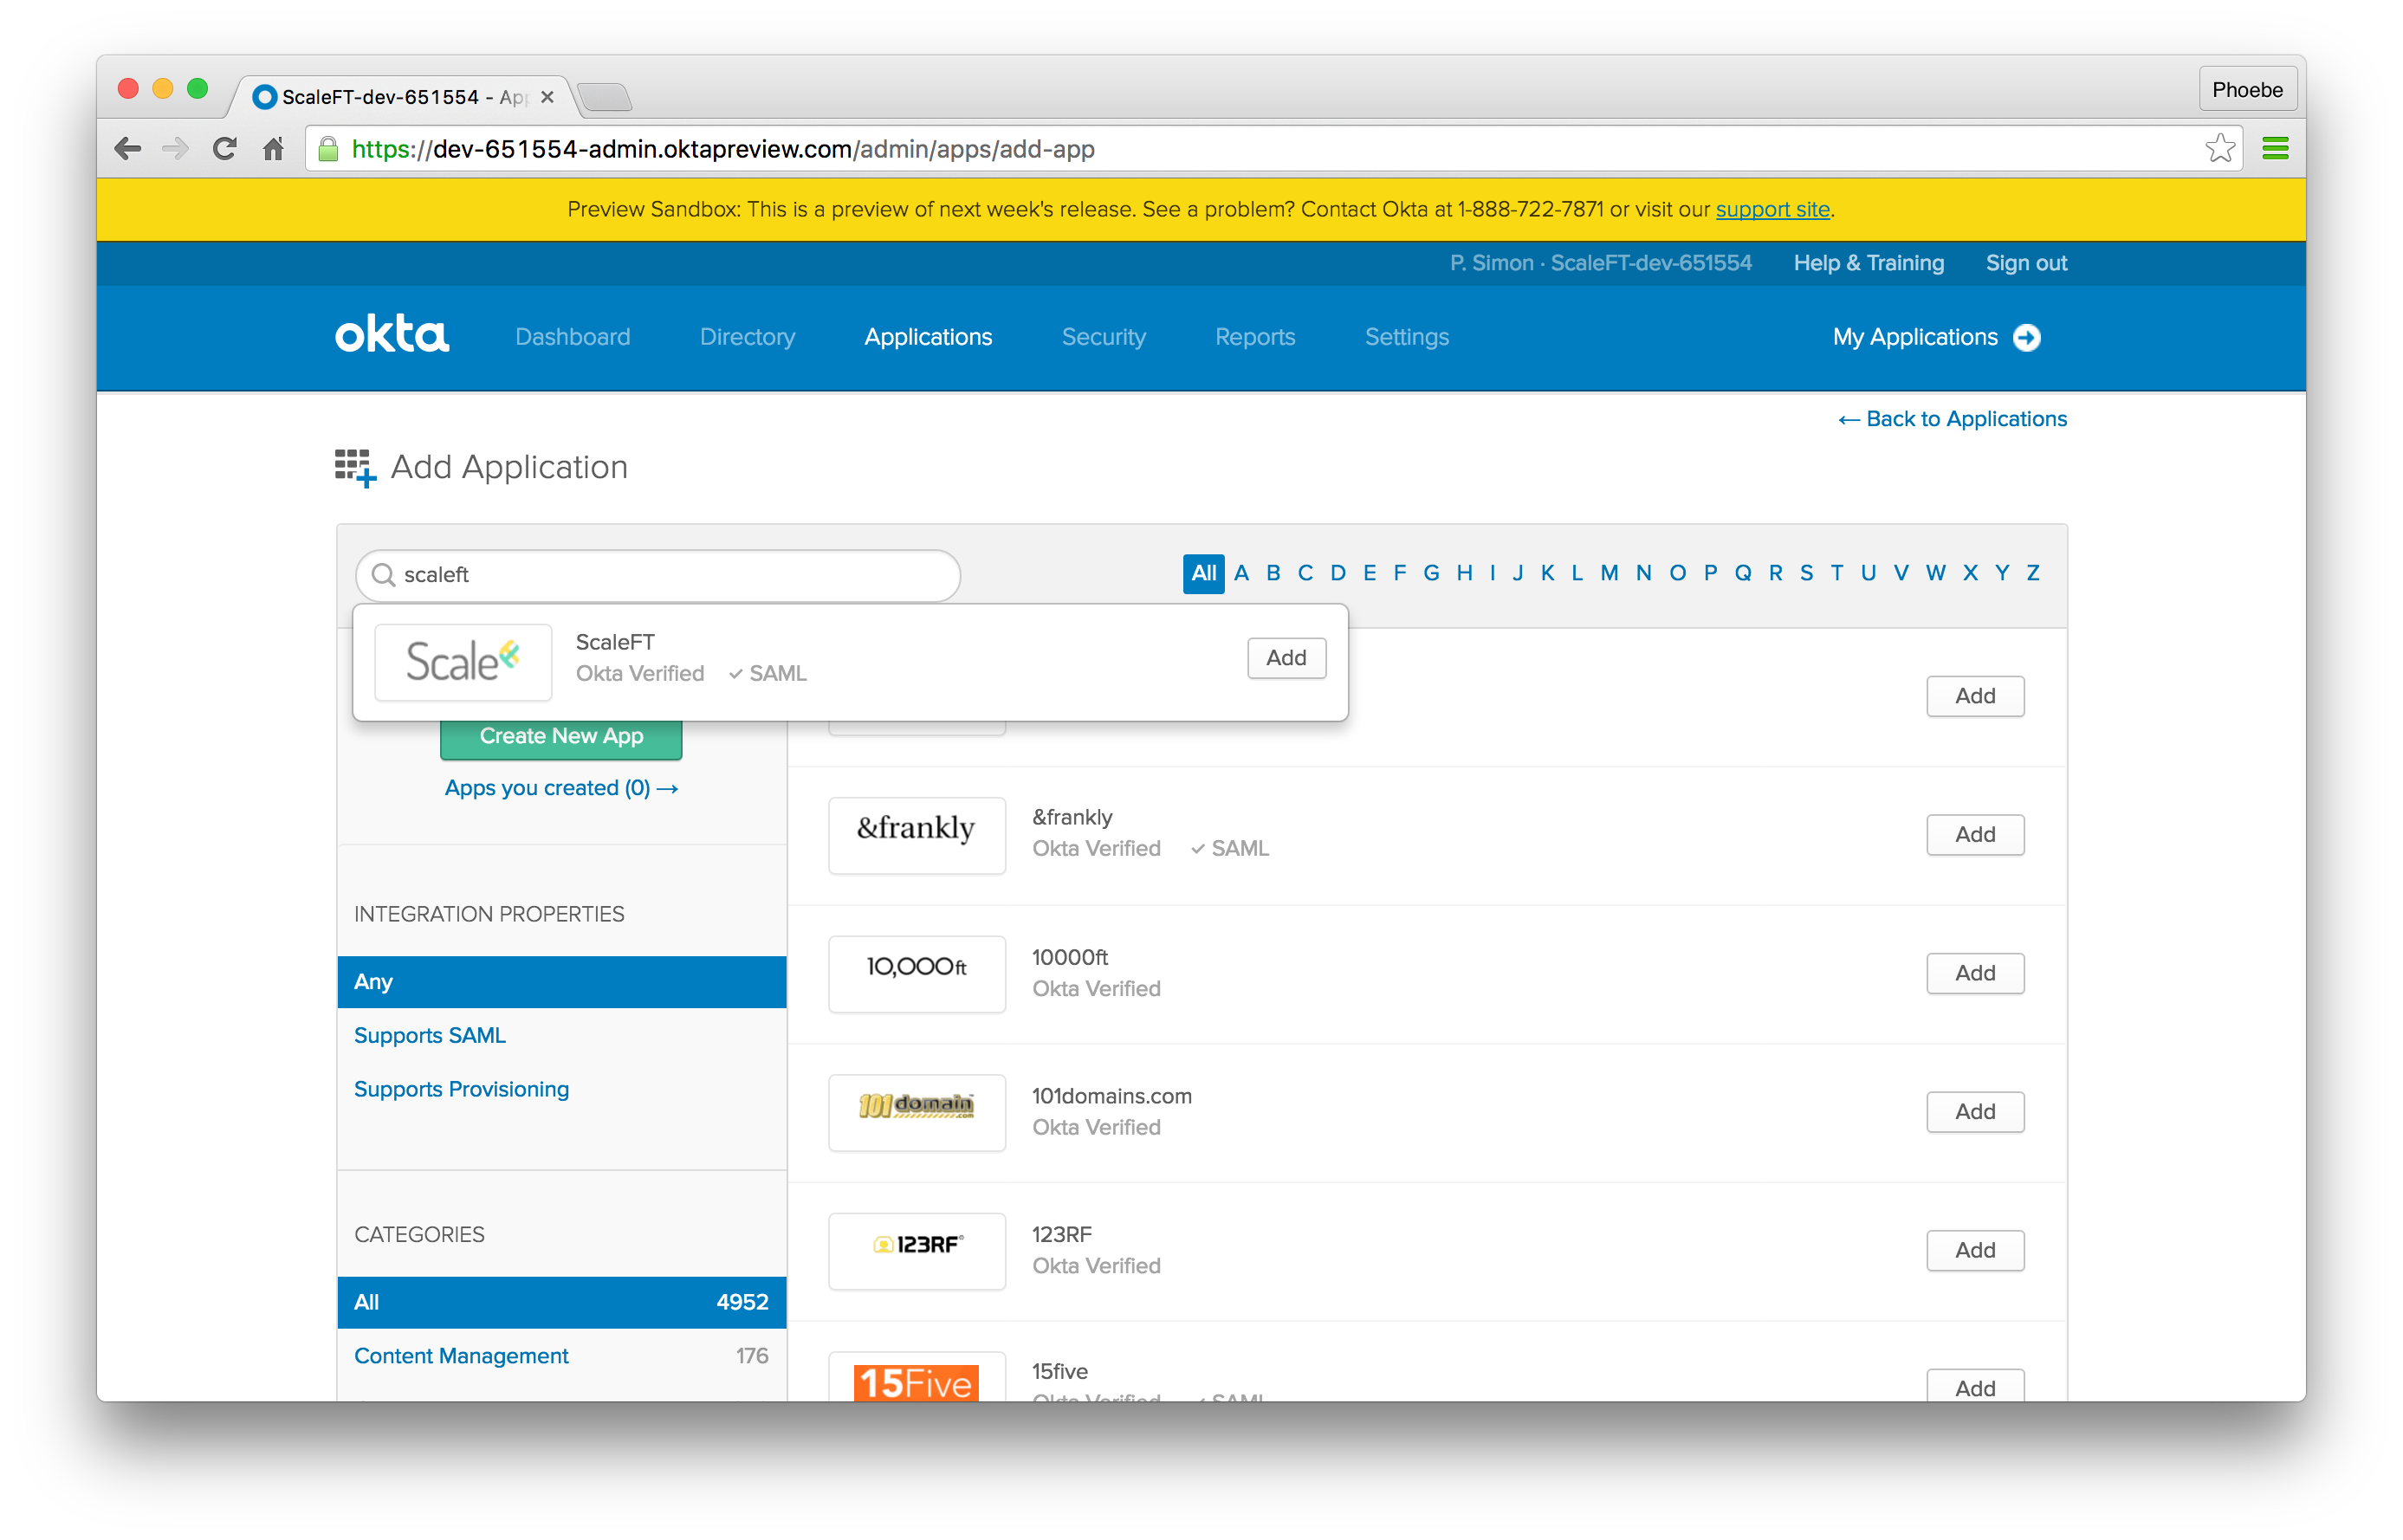 ScaleFT-dev-651554 - App
Phoebe
https://dev-651554-admin.oktapreview.com/admin/apps/add-app
Preview Sandbox: This is a preview of next week's release. See a problem? Contact Okta at 1-888-722-7871 or visit our support site.
P. Simon · ScaleFT-dev-651554 Help & Training Sign out
okta Dashboard Directory Applications Security Reports Settings My Applications
← Back to Applications
Add Application
scaleft
All A B C D E F G H I J K L M N O P Q R S T U V W X Y Z
Scale
ScaleFT
Okta Verified ✓ SAML
Add
Add
Create New App
Apps you created (0) →
INTEGRATION PROPERTIES
Any
Supports SAML
Supports Provisioning
CATEGORIES
All 4952
Content Management 176
&frankly
&frankly
Okta Verified ✓ SAML
Add
10,000ft
10000ft
Okta Verified
Add
101domain.com
101domains.com
Okta Verified
Add
123RF
123RF
Okta Verified
Add
15Five
15five
Okta Verified ✓ SAML
Add